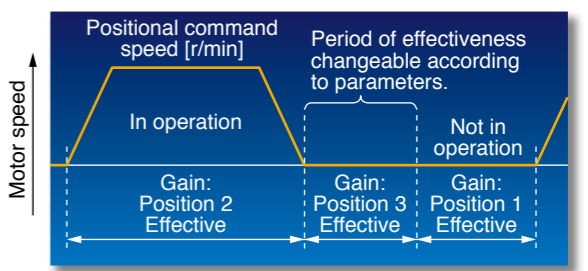 Positional command
speed [r/min]
Period of effectiveness
changeable according
to parameters.
Motor speed
In operation
Not in
operation
Gain:
Position 2
Effective
Gain:
Position 3
Effective
Gain:
Position 1
Effective